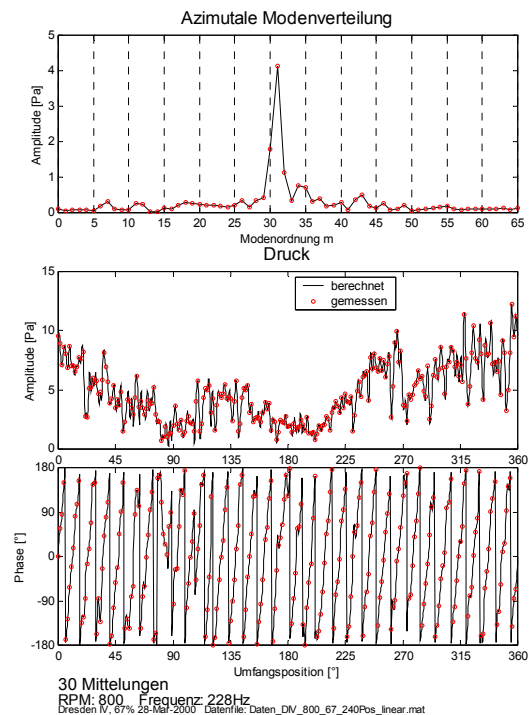 Azimutale Modenverteilung
5
4
3
2
1
0
Amplitude [Pa]
0 5 10 15 20 25 30 35 40 45 50 55 60 65
Modenordnung m
Druck
15
10
5
0
Amplitude [Pa]
berechnet
gemessen
0 45 90 135 180 225 270 315 360
180
90
0
-90
-180
Phase [°]
0 45 90 135 180 225 270 315 360
Umfangsposition [°]
30 Mittelungen
RPM: 800 Frequenz: 228Hz
Dresden IV, 67% 28-Mar-2000 Datenfile: Daten_DIV_800_67_240Pos_linear.mat